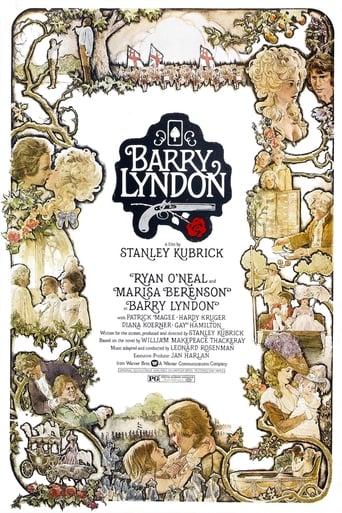 BARRY
LYNDON
a film by
STANLEY KUBRICK
RYAN O'NEAL and
MARISA BERENSON
in BARRY LYNDON
with PATRICK MAGEE · HARDY KRUGER
DIANA KOERNER · GAY HAMILTON
Written for the screen, produced and directed by STANLEY KUBRICK
Based on the novel by WILLIAM MAKEPEACE THACKERAY
Music adapted and conducted by LEONARD ROSENMAN
Executive Producer JAN HARLAN
from Warner Bros. A Warner Communications Company
PG